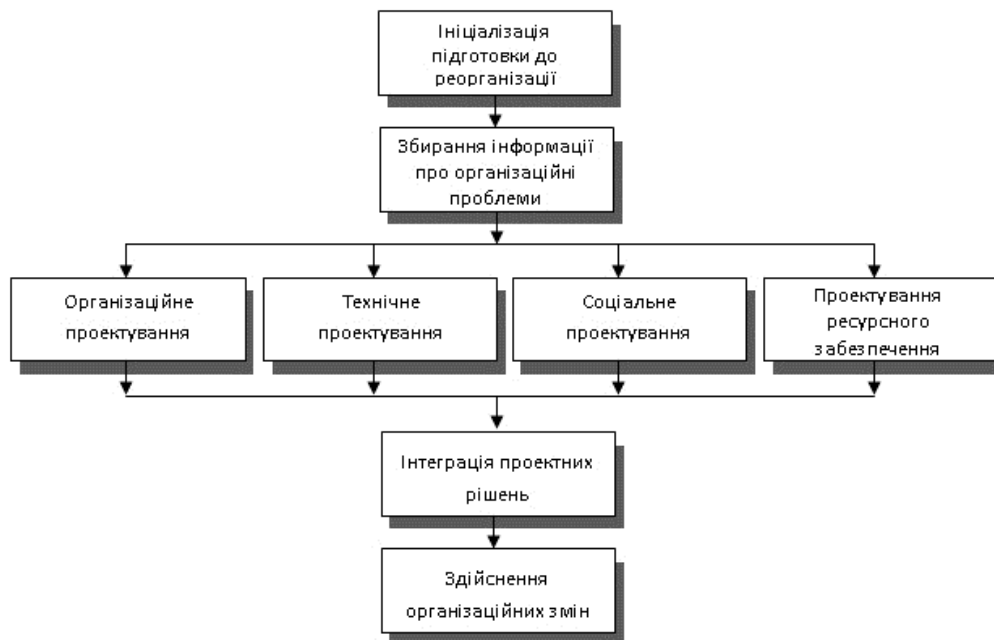 Ініціалізація
підготовки до
реорганізації
Збирання інформації
про організаційні
проблеми
Організаційне
проектування
Технічне
проектування
Соціальне
проектування
Проектування
ресурсного
забезпечення
Інтеграція проектних
рішень
Здійснення
організаційних змін